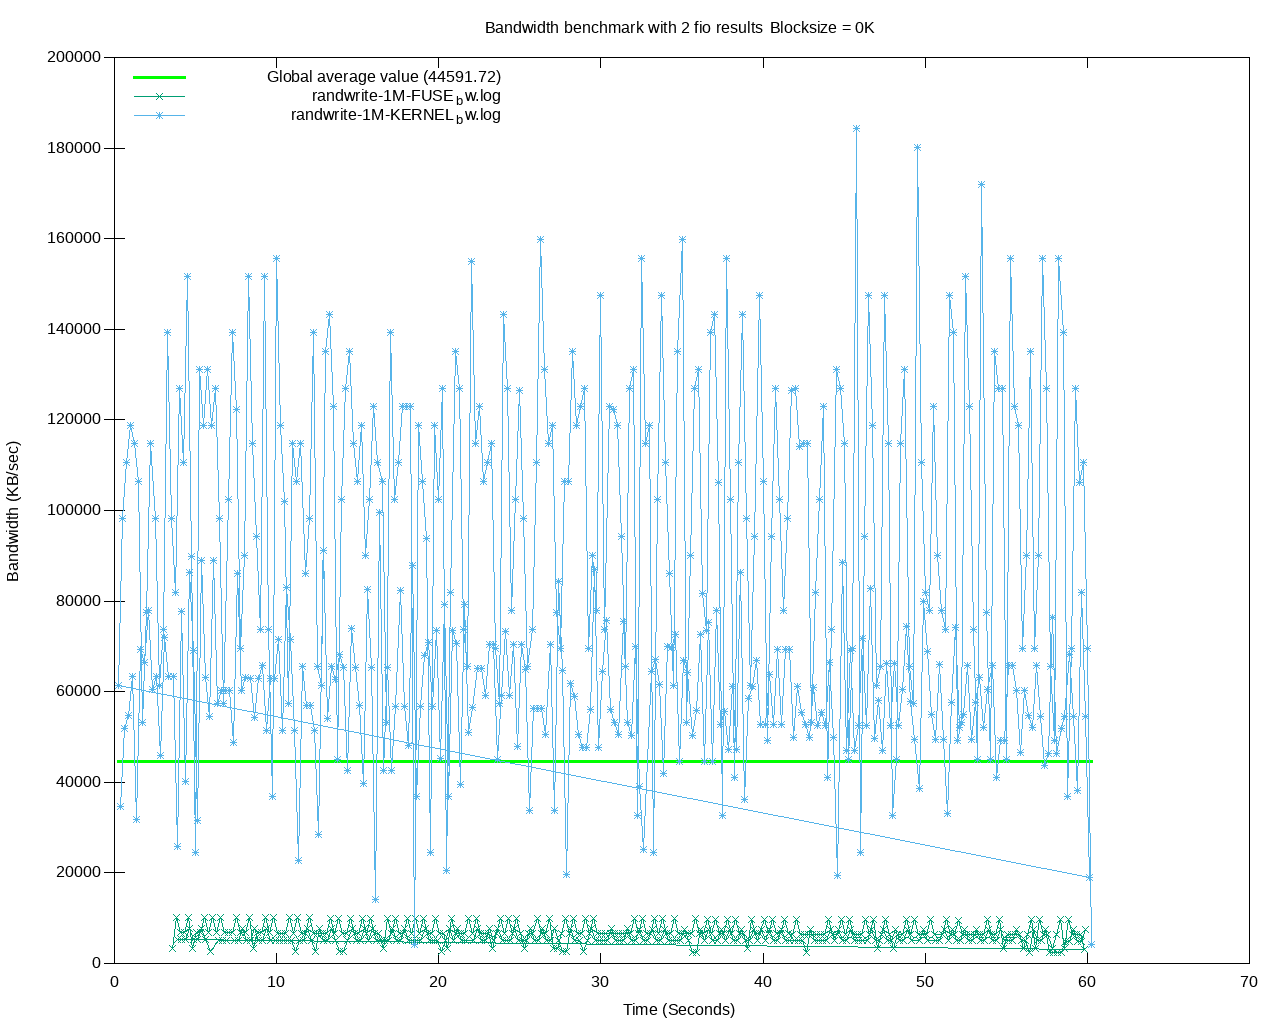 Bandwidth benchmark with 2 fio results Blocksize = 0K
200000
180000
160000
140000
120000
100000
80000
60000
40000
20000
0
Bandwidth (KB/sec)
Global average value (44591.72)
randwrite-1M-FUSE_bw.log
randwrite-1M-KERNEL_bw.log
0 10 20 30 40 50 60 70
Time (Seconds)